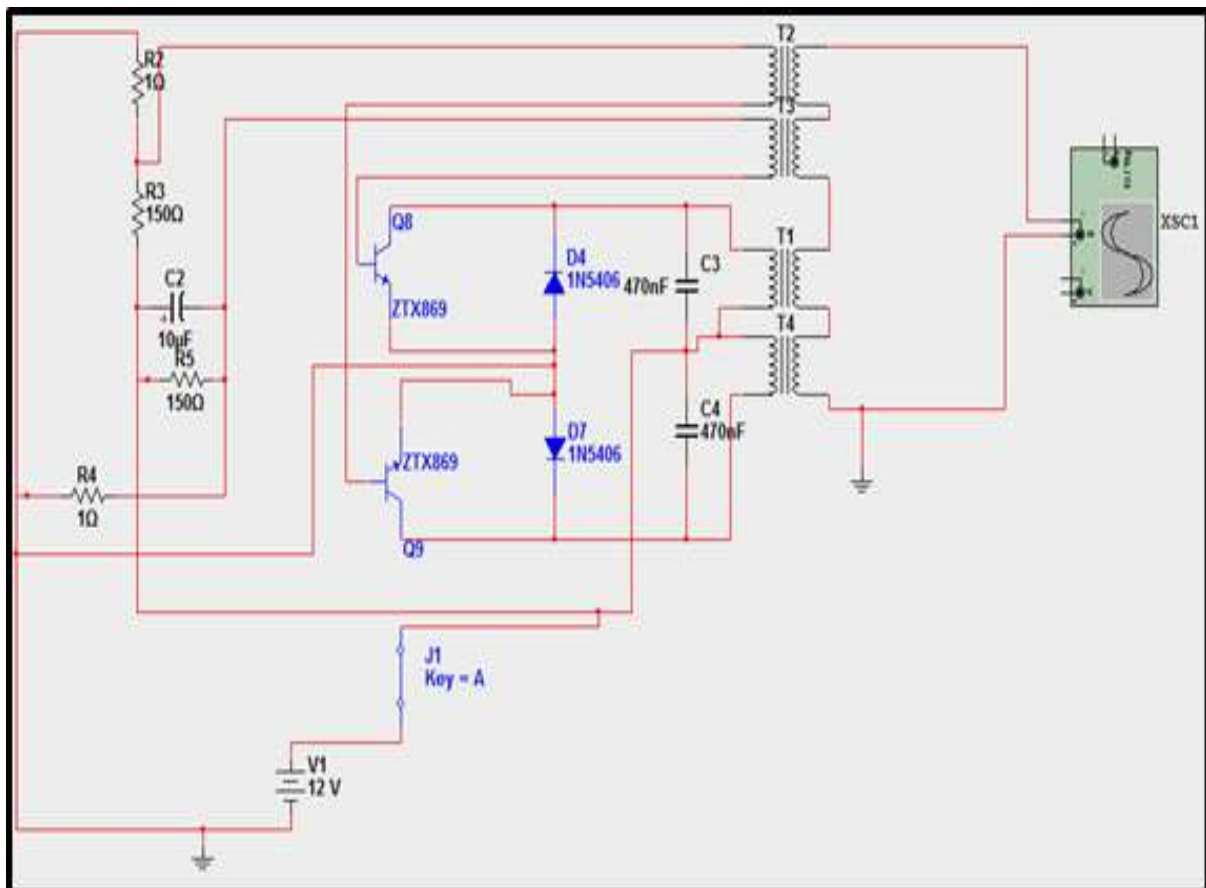 T2
R2
1Ω
T3
R3
150Ω
Q8
T1
XSC1
D4
1N5406
C3
470nF
C2
ZTX869
10µF
T4
R5
150Ω
C4
470nF
D7
1N5406
ZTX869
R4
1Ω
Q9
J1
Key = A
V1
12 V